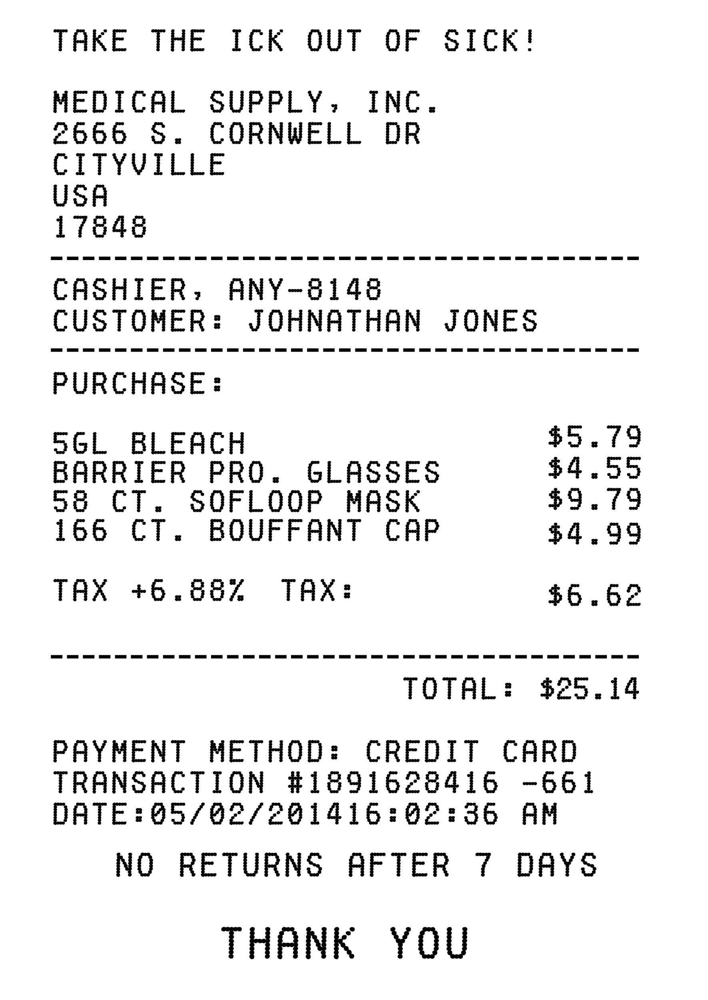 TAKE THE ICK OUT OF SICK!
MEDICAL SUPPLY, INC.
2666 S. CORNWELL DR
CITYVILLE
USA
17848
CASHIER, ANY-8148
CUSTOMER: JOHNATHAN JONES
PURCHASE:
5GL BLEACH $5.79
BARRIER PRO. GLASSES $4.55
58 CT. SOFLOOP MASK $9.79
166 CT. BOUFFANT CAP $4.99
TAX +6.88% TAX: $6.62
TOTAL: $25.14
PAYMENT METHOD: CREDIT CARD
TRANSACTION #1891628416 -661
DATE:05/02/201416:02:36 AM
NO RETURNS AFTER 7 DAYS
THANK YOU